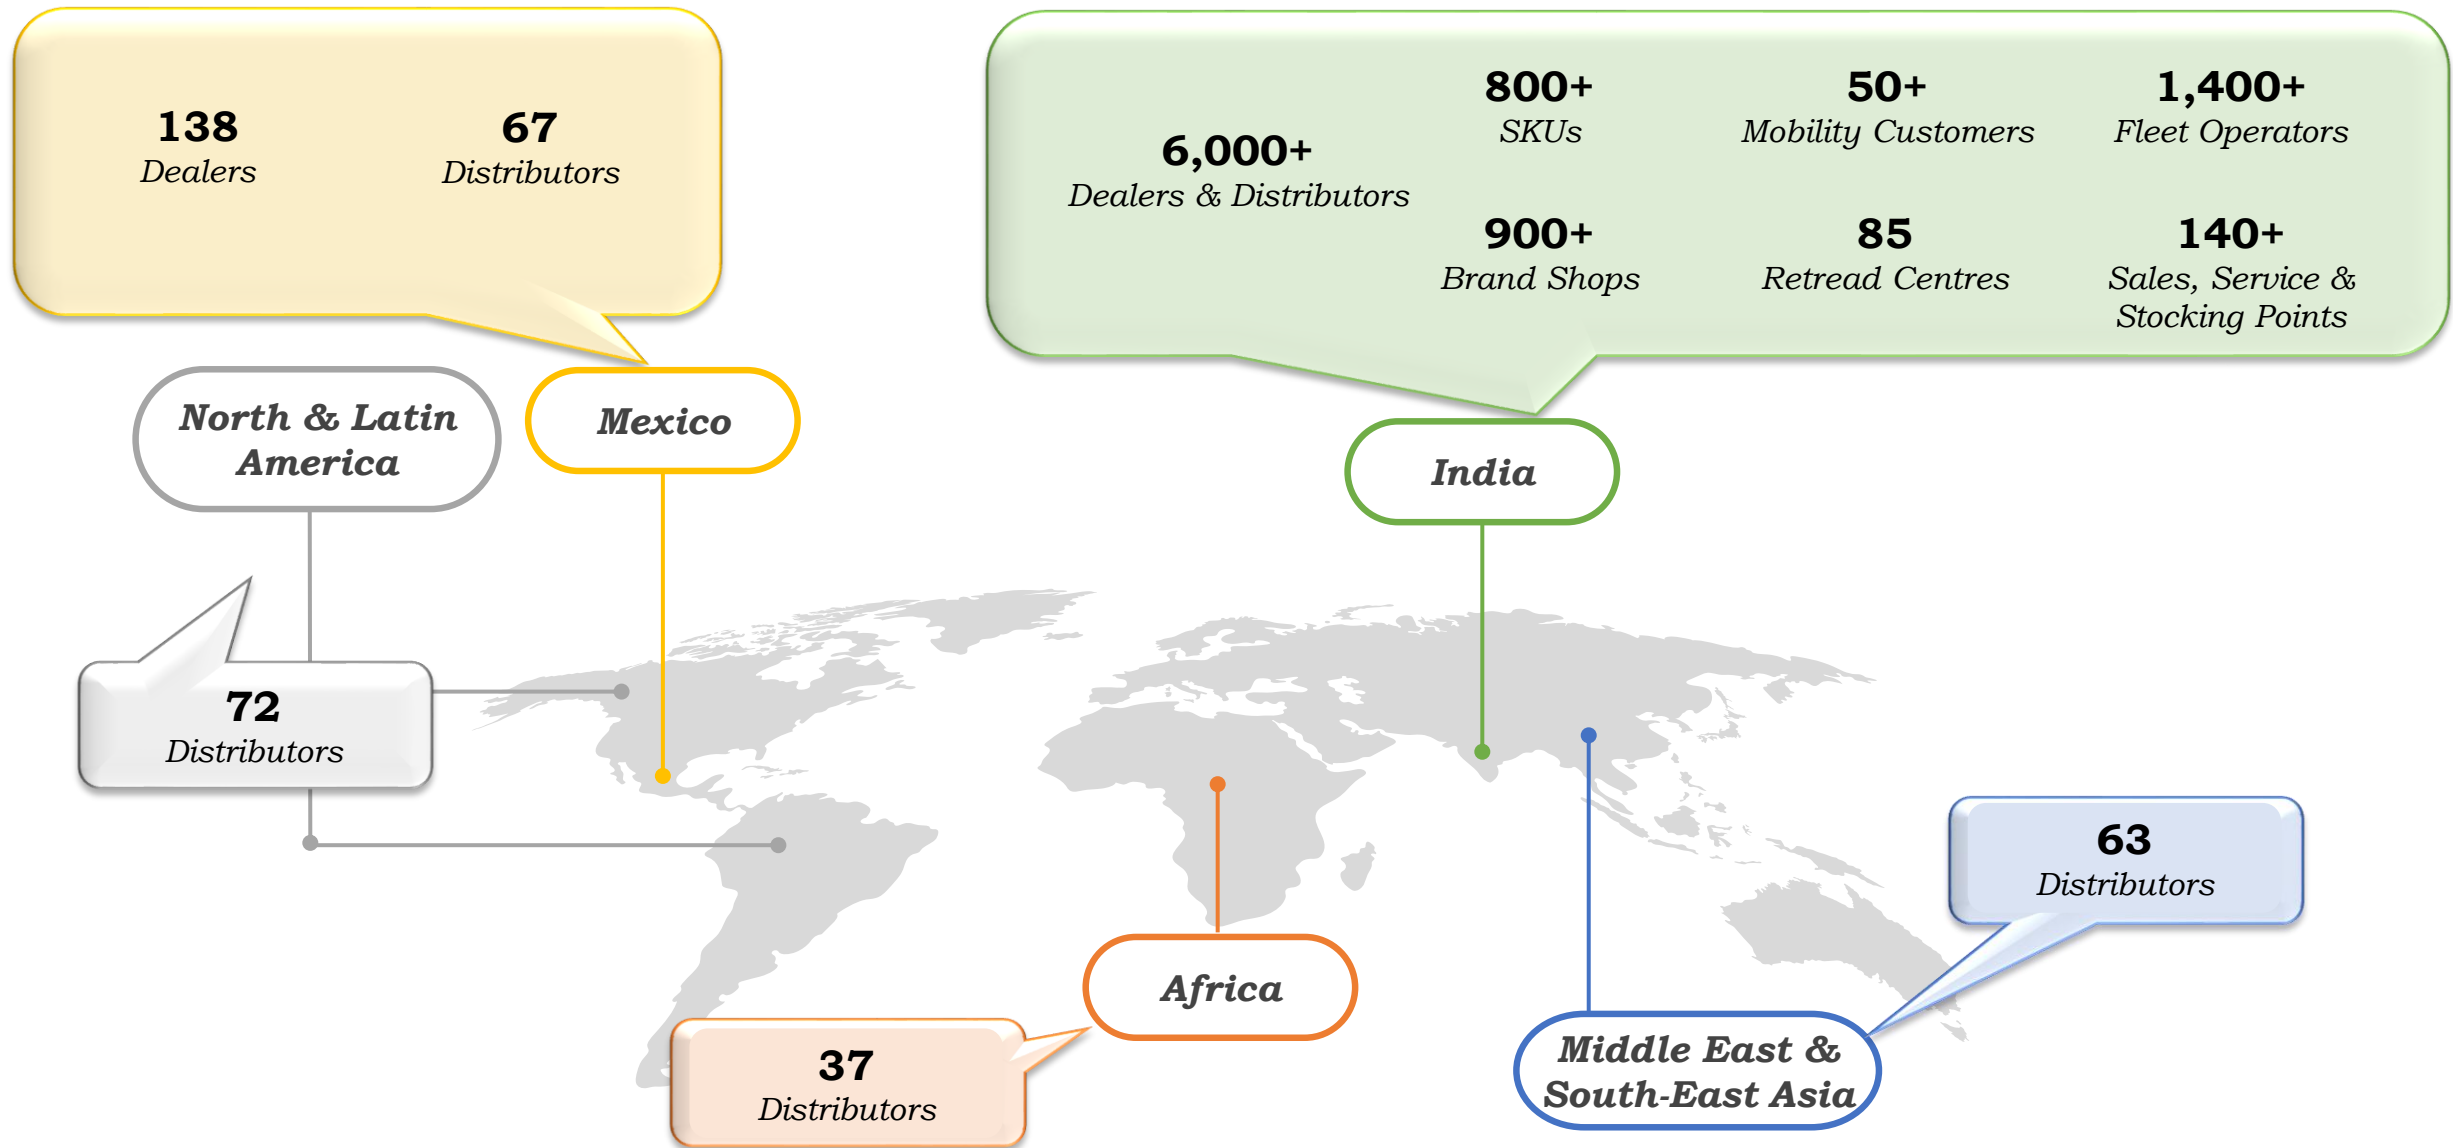 138
Dealers
67
Distributors
6,000+
Dealers & Distributors
800+
SKUs
50+
Mobility Customers
1,400+
Fleet Operators
900+
Brand Shops
85
Retread Centres
140+
Sales, Service &
Stocking Points
North & Latin
America
Mexico
India
72
Distributors
63
Distributors
Africa
37
Distributors
Middle East &
South-East Asia